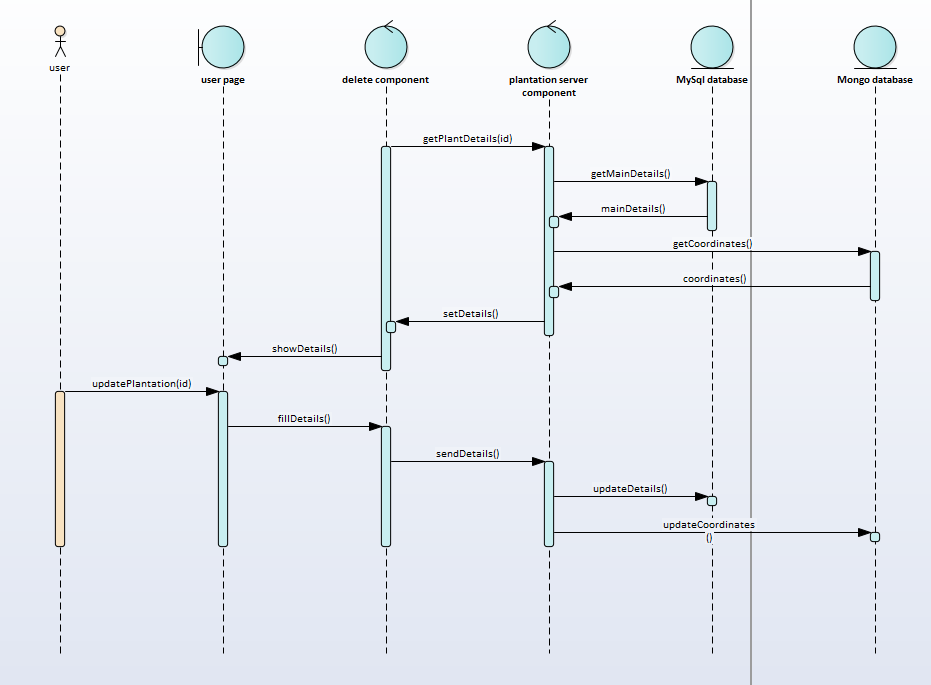 user
user page
delete component
plantation server
component
MySql database
Mongo database
getPlantDetails(id)
getMainDetails()
mainDetails()
getCoordinates()
coordinates()
setDetails()
showDetails()
updatePlantation(id)
fillDetails()
sendDetails()
updateDetails()
updateCoordinates
()